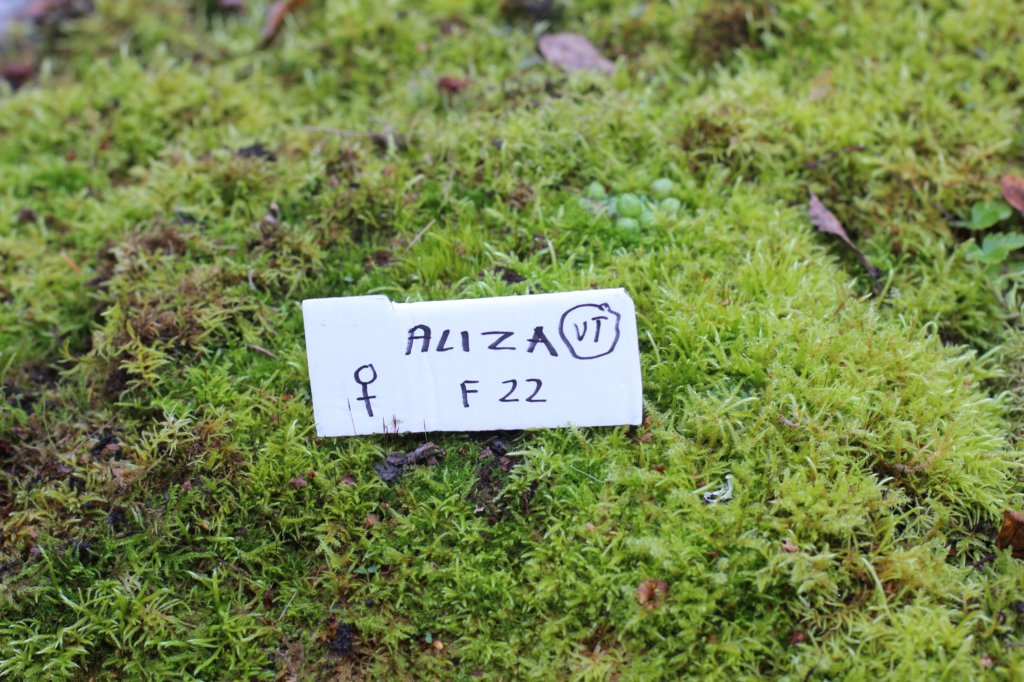 ALIZA VT
♀ F 22